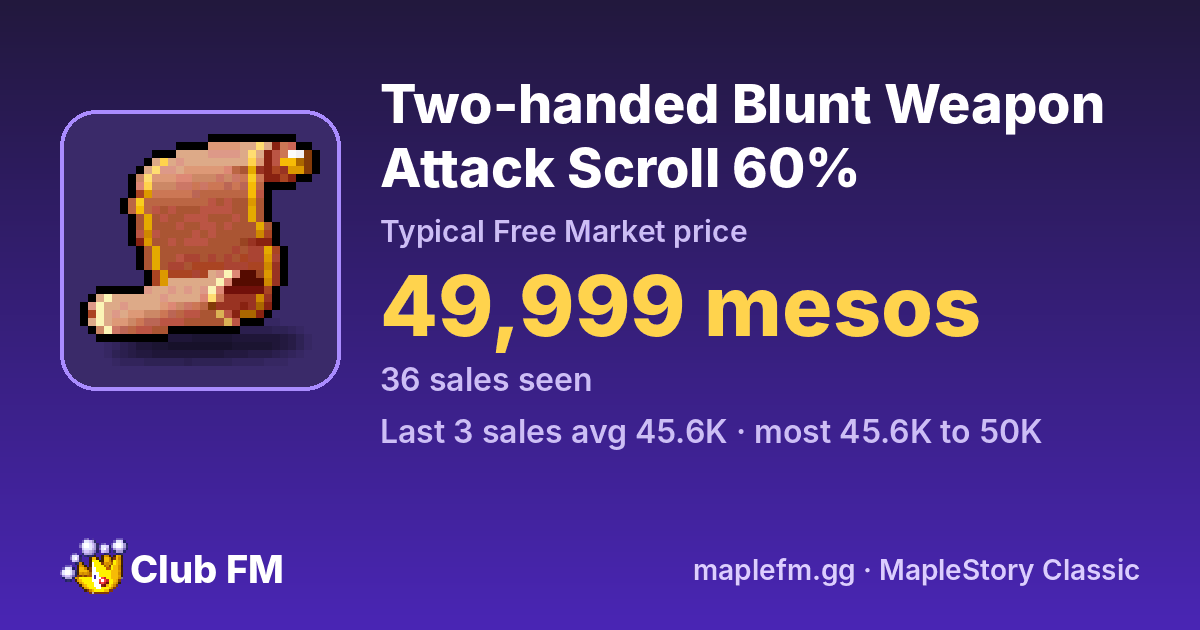 Two-handed Blunt Weapon
Attack Scroll 60%
Typical Free Market price
49,999 mesos
36 sales seen
Last 3 sales avg 45.6K · most 45.6K to 50K
Club FM
maplefm.gg · MapleStory Classic